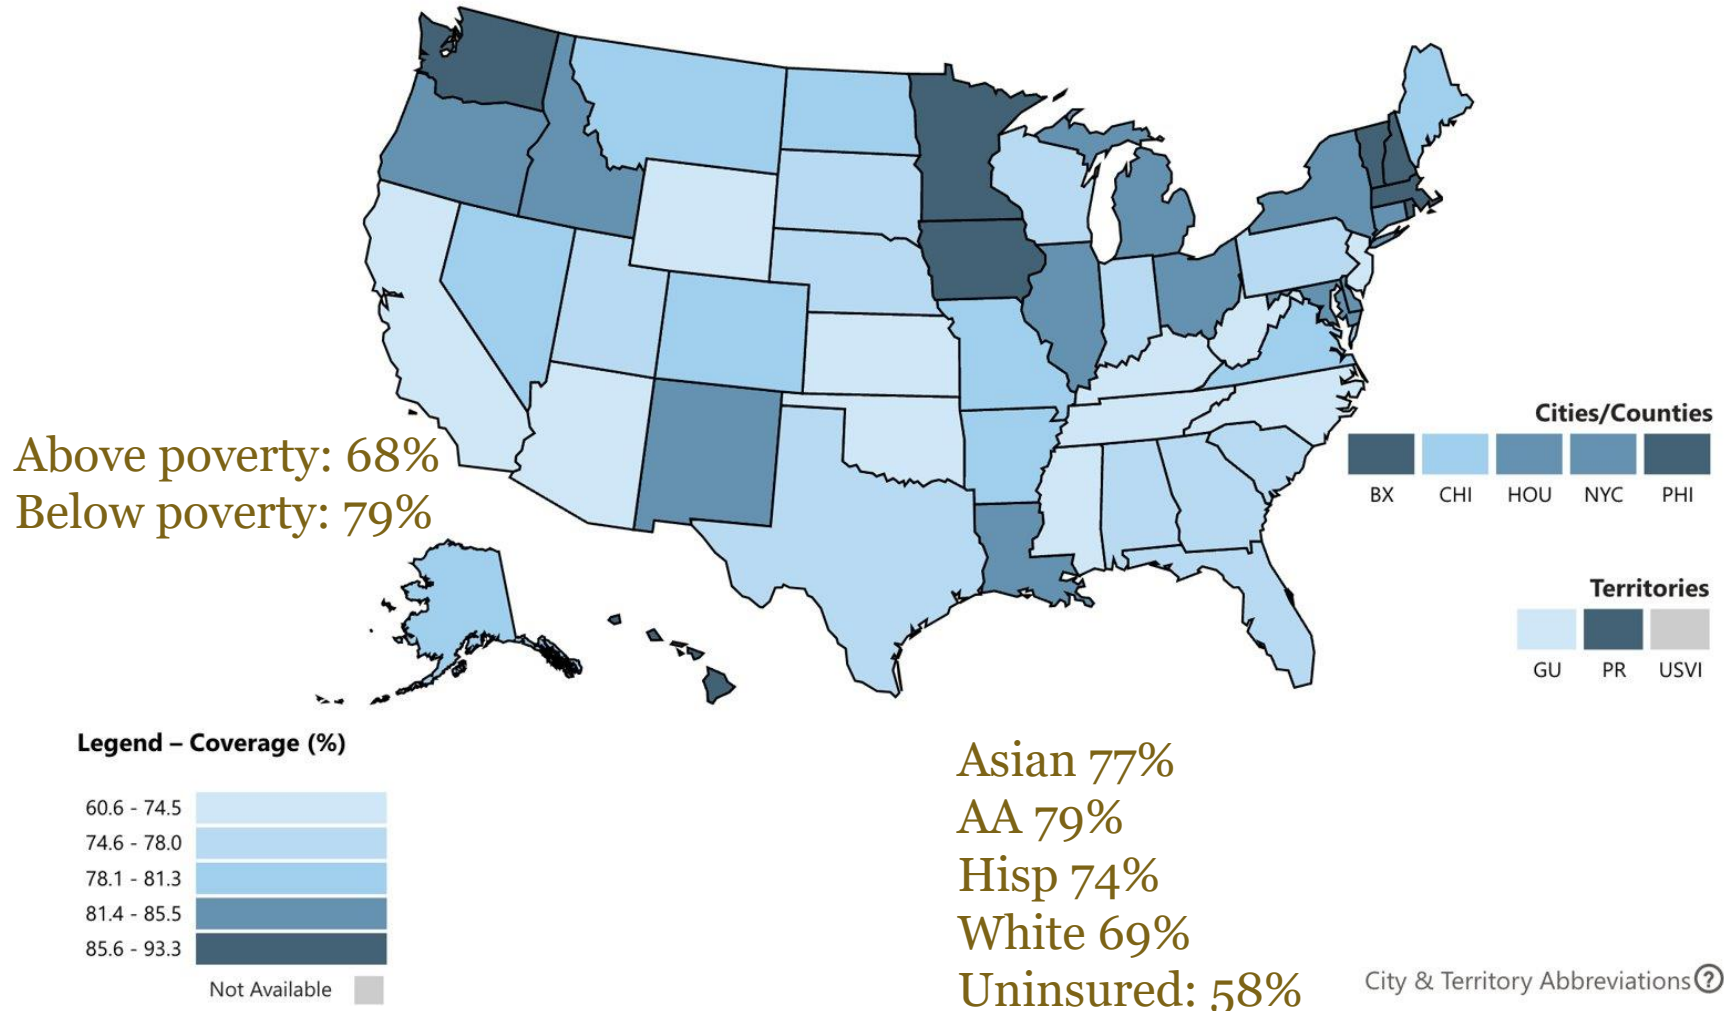 Cities/Counties
BX CHI HOU NYC PHI
Above poverty: 68%
Below poverty: 79%
Territories
GU PR USVI
Legend – Coverage (%)
60.6 - 74.5
74.6 - 78.0
78.1 - 81.3
81.4 - 85.5
85.6 - 93.3
Not Available
Asian 77%
AA 79%
Hisp 74%
White 69%
Uninsured: 58%
City & Territory Abbreviations ?